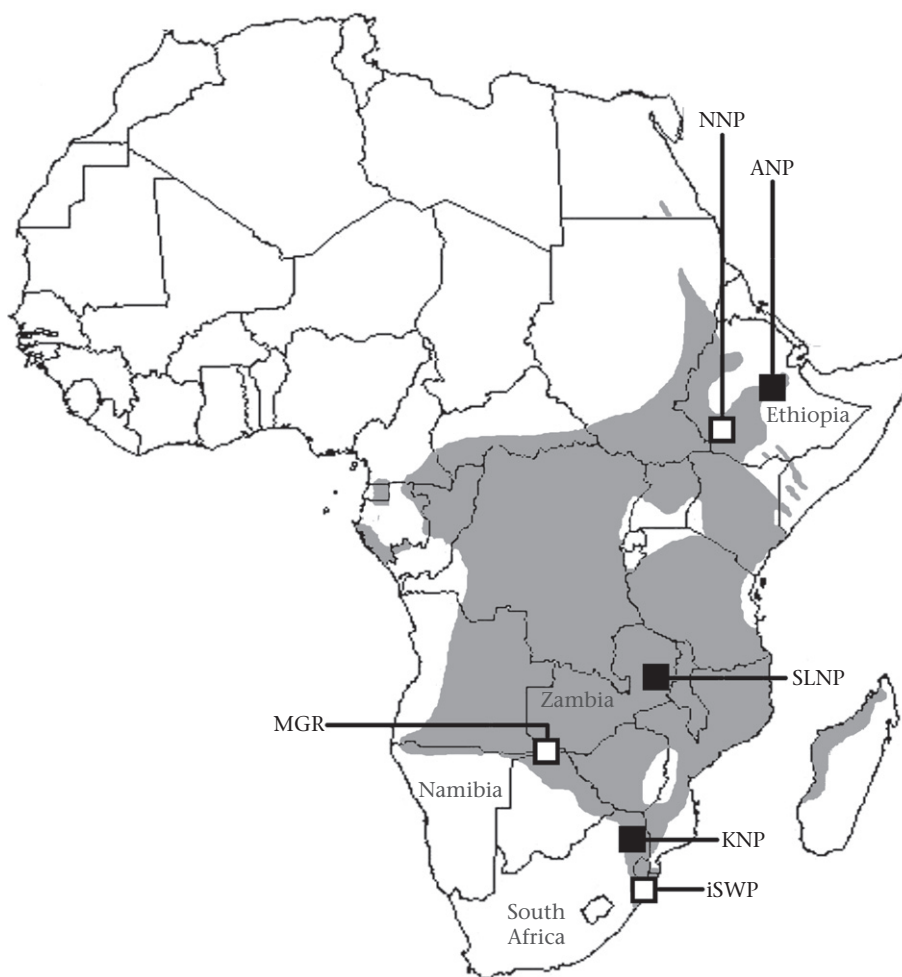 NNP
ANP
Ethiopia
SLNP
Zambia
MGR
Namibia
KNP
iSWP
South
Africa